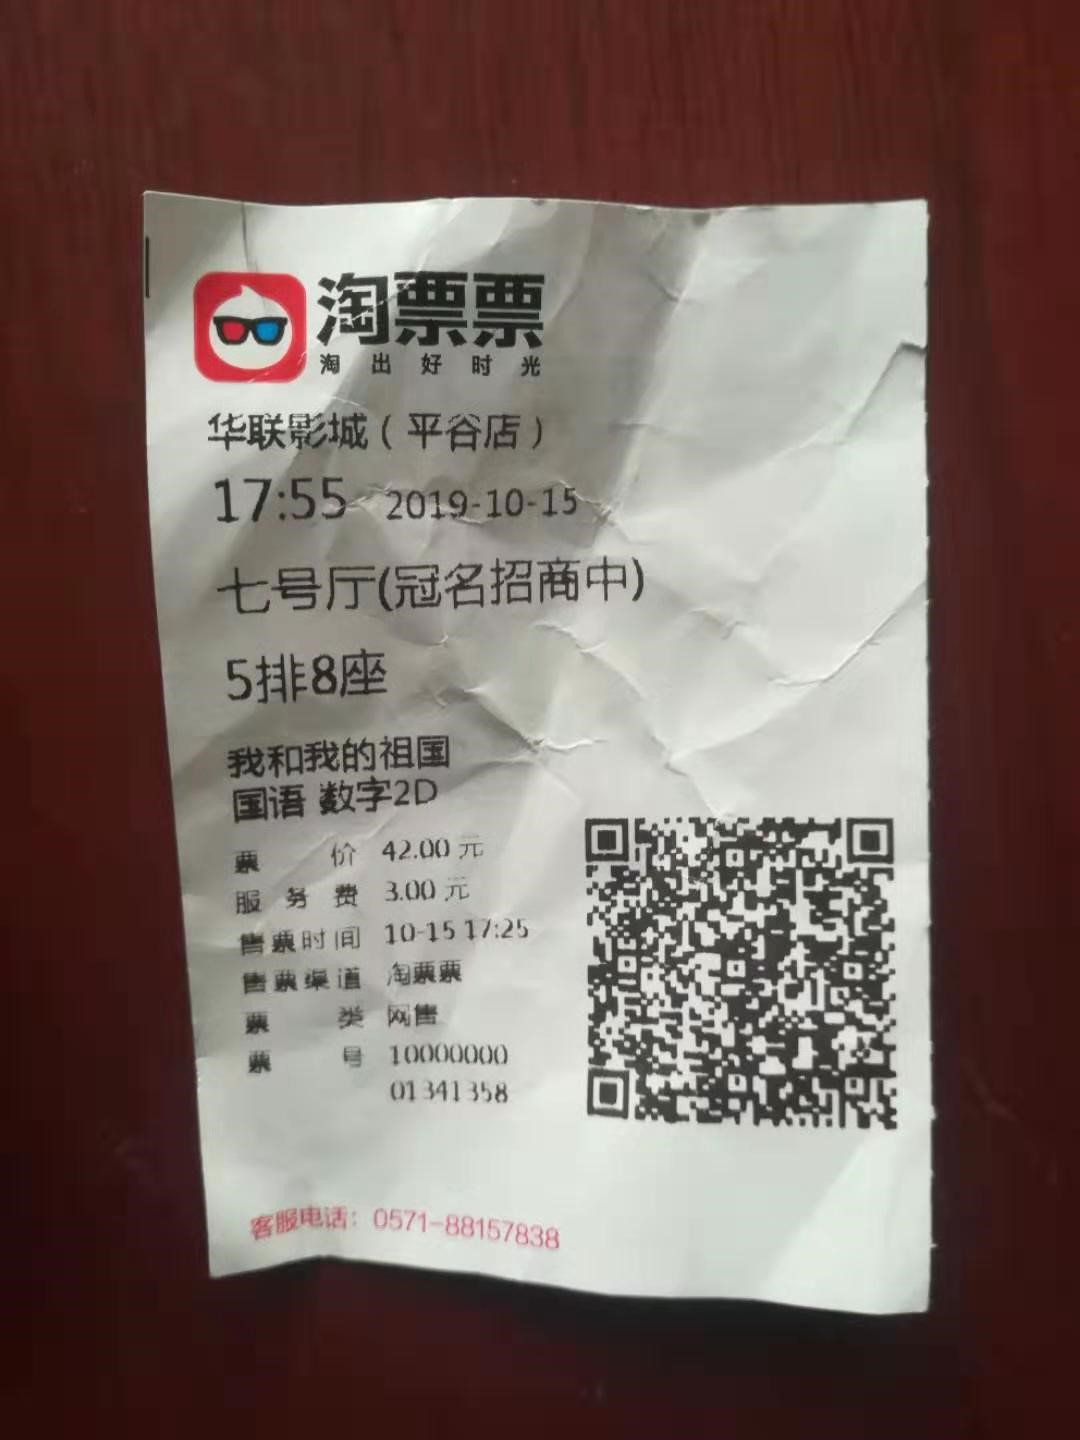 淘票票
淘出好时光
华联影城（平谷店）
17:55 2019-10-15
七号厅(冠名招商中)
5排8座
我和我的祖国
国语 数字2D
票价 42.00 元
服务费 3.00 元
售票时间 10-15 17:25
售票渠道 淘票票
票类 网售
票号 10000000
01341358
客服电话：0571-88157838